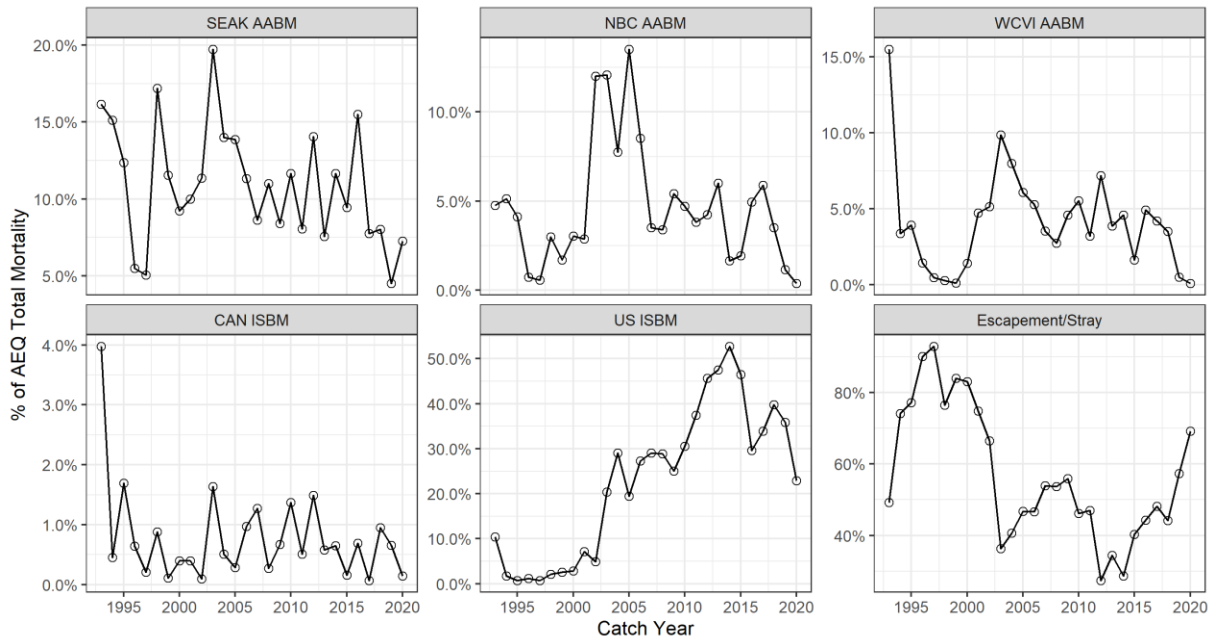 SEAK AABM
NBC AABM
WCVI AABM
20.0%
15.0%
10.0%
5.0%
10.0%
5.0%
0.0%
15.0%
10.0%
5.0%
0.0%
CAN ISBM
US ISBM
Escapement/Stray
4.0%
3.0%
2.0%
1.0%
0.0%
50.0%
40.0%
30.0%
20.0%
10.0%
0.0%
80%
60%
40%
1995 2000 2005 2010 2015 2020
1995 2000 2005 2010 2015 2020
1995 2000 2005 2010 2015 2020
% of AEQ Total Mortality
Catch Year